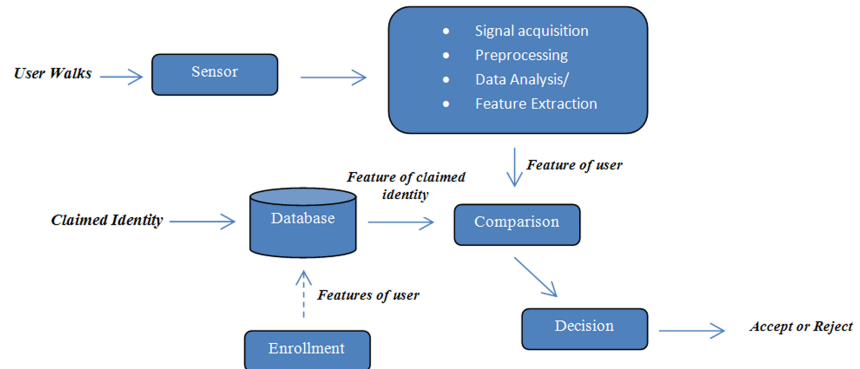 • Signal acquisition
• Preprocessing
• Data Analysis/
• Feature Extraction
User Walks
Sensor
Feature of user
Feature of claimed
identity
Claimed Identity
Database
Comparison
Features of user
Enrollment
Decision
Accept or Reject